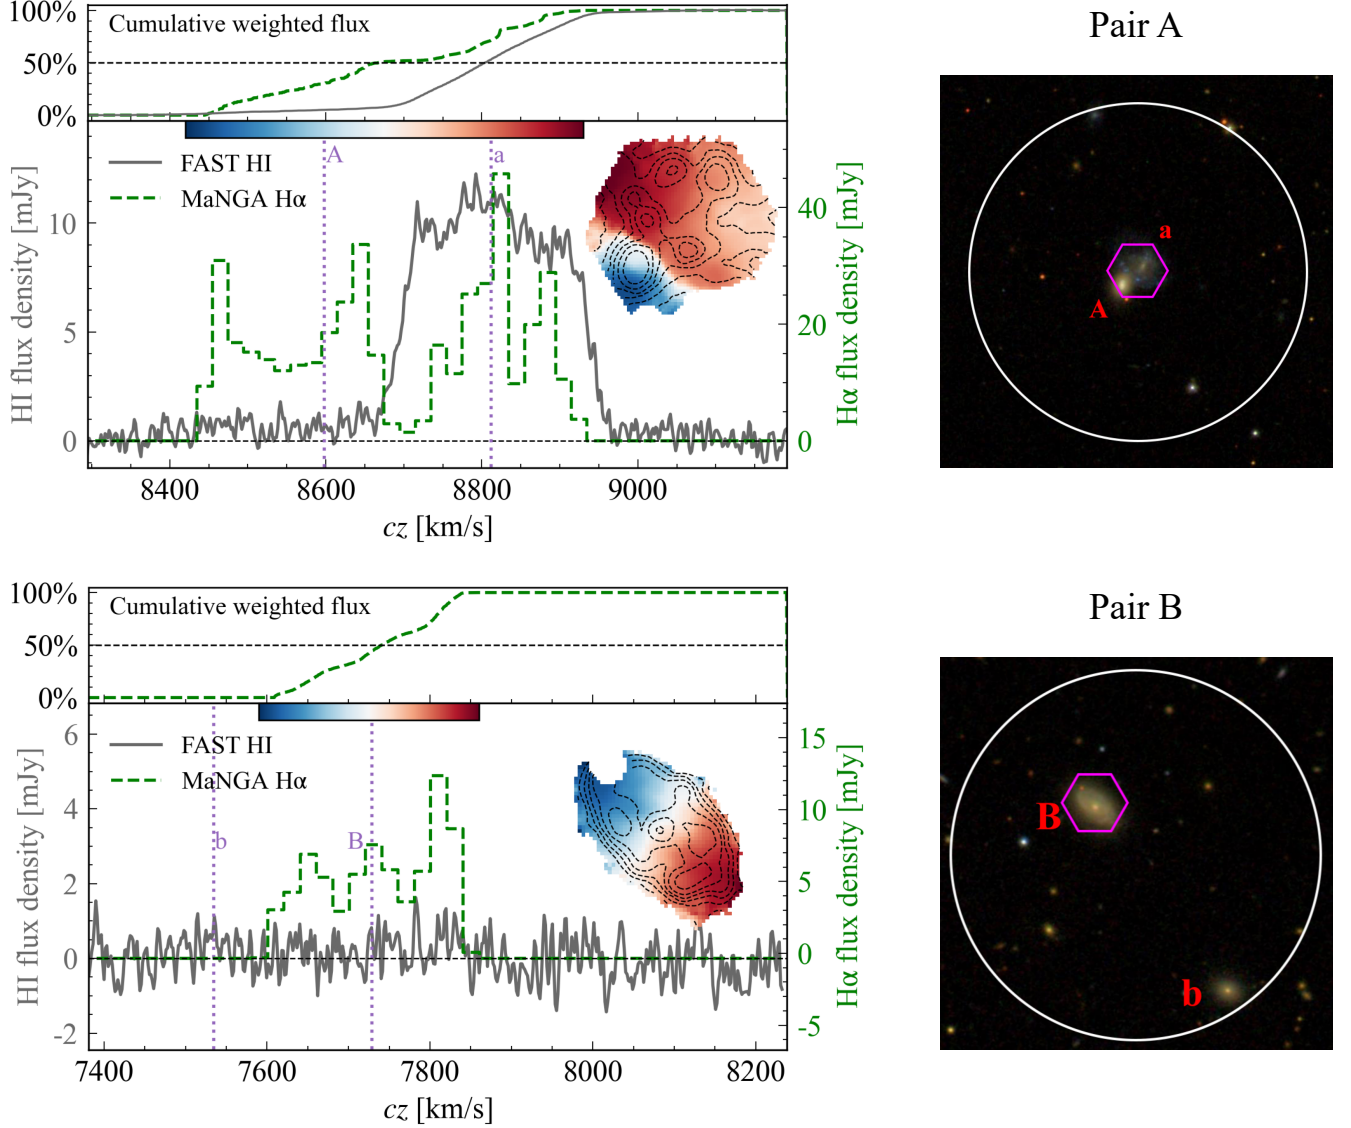 Pair A
100%
50%
0%
Cumulative weighted flux
FAST HI
MaNGA Hα
A
a
HI flux density [mJy]
10
5
0
Hα flux density [mJy]
40
20
0
8400 8600 8800 9000
cz [km/s]
a
A
Pair B
100%
50%
0%
Cumulative weighted flux
FAST HI
MaNGA Hα
b
B
HI flux density [mJy]
6
4
2
0
-2
Hα flux density [mJy]
15
10
5
0
-5
7400 7600 7800 8000 8200
cz [km/s]
B
b